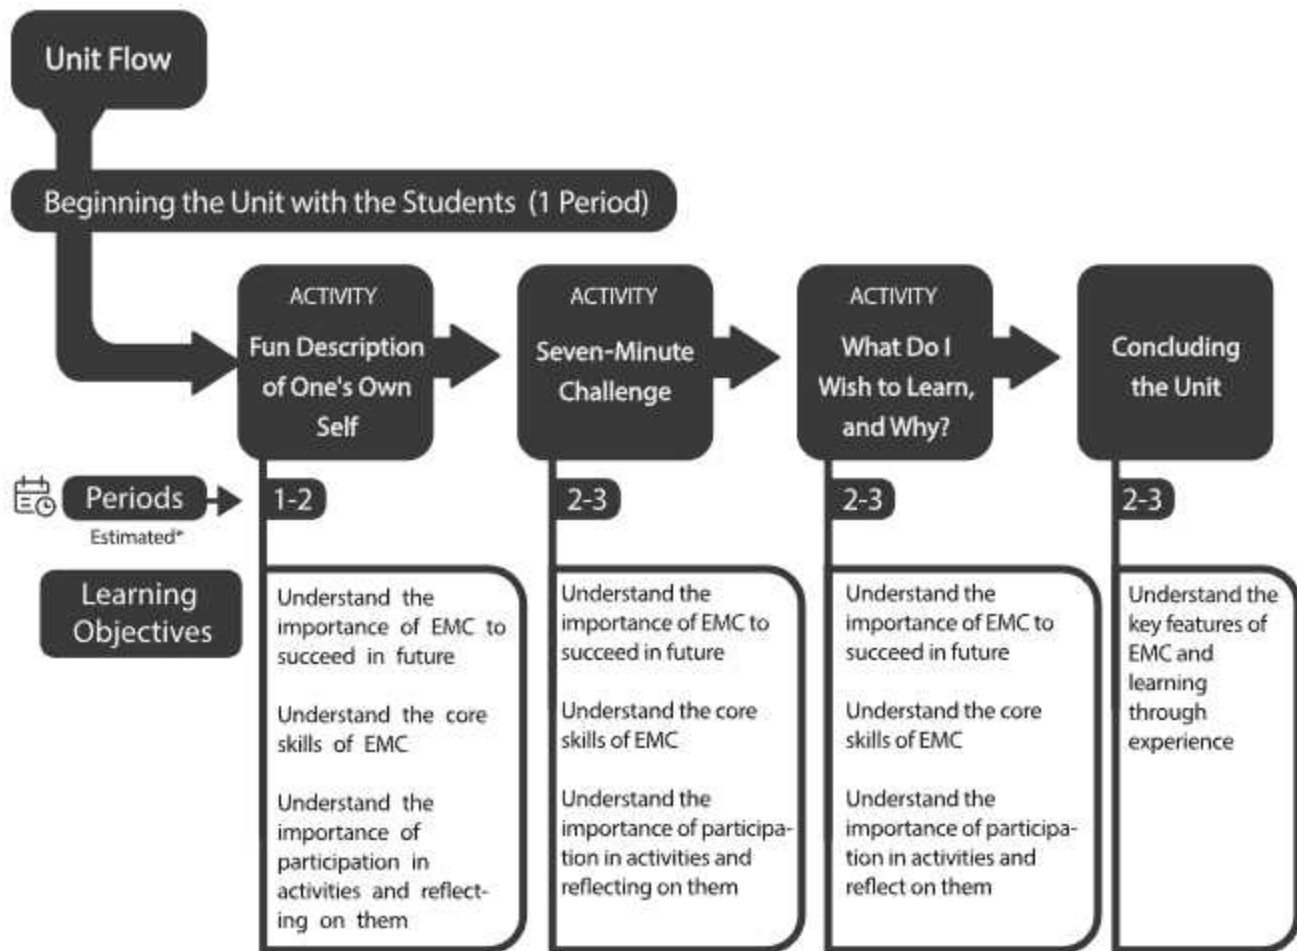 Unit Flow
Beginning the Unit with the Students (1 Period)
ACTIVITY
Fun Description
of One's Own
Self
ACTIVITY
Seven-Minute
Challenge
ACTIVITY
What Do I
Wish to Learn,
and Why?
Concluding
the Unit
Periods
Estimated*
1-2
2-3
2-3
2-3
Learning
Objectives
Understand the
importance of EMC to
succeed in future
Understand the core
skills of EMC
Understand the
importance of
participation in
activities and reflect-
ing on them
Understand the
importance of EMC to
succeed in future
Understand the core
skills of EMC
Understand the
importance of participa-
tion in activities and
reflecting on them
Understand the
importance of EMC to
succeed in future
Understand the core
skills of EMC
Understand the
importance of participa-
tion in activities and
reflect on them
Understand the
key features of
EMC and
learning
through
experience